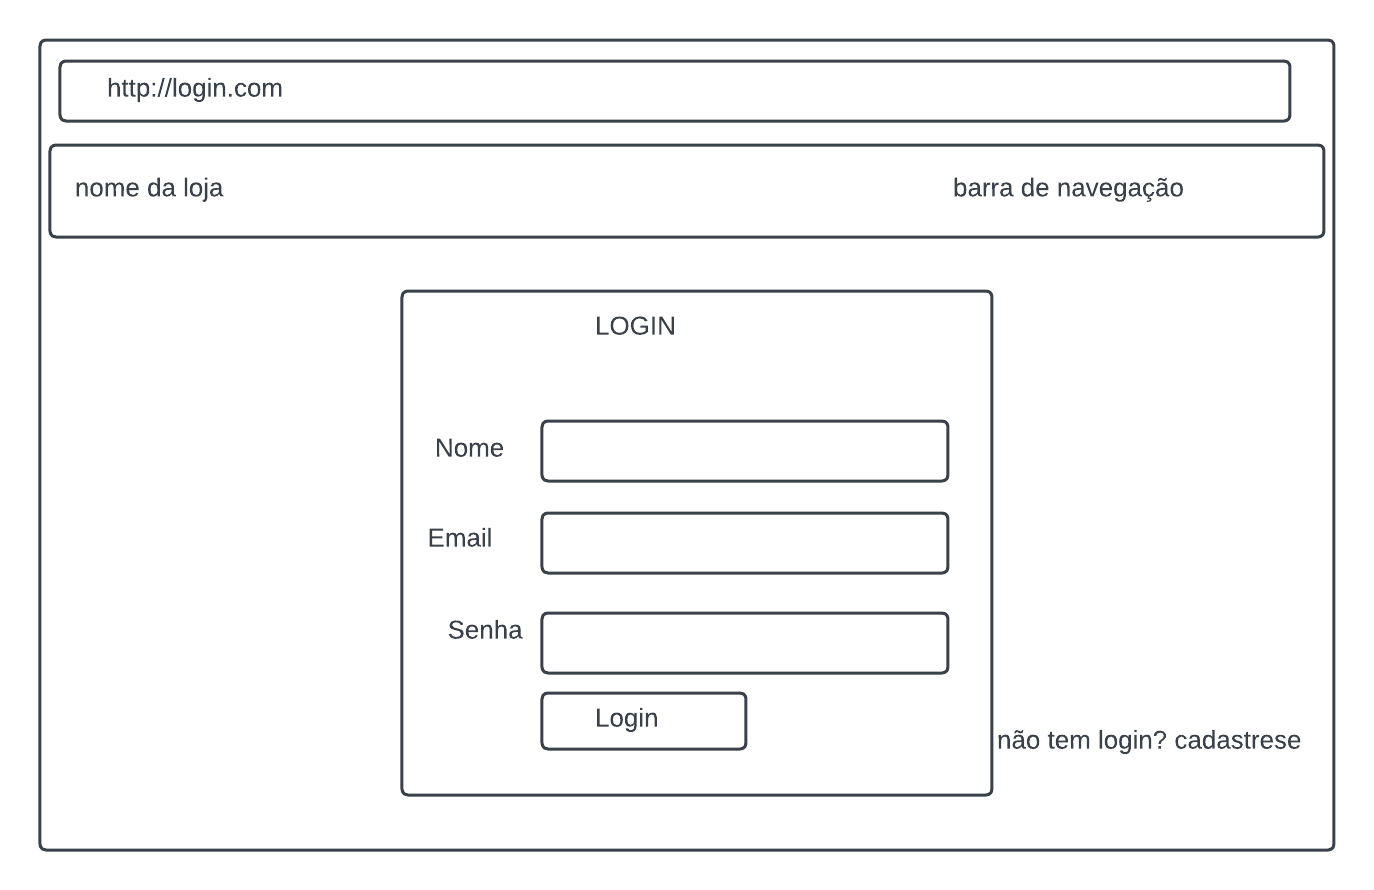 http://login.com
nome da loja
barra de navegação
LOGIN
Nome
Email
Senha
Login
não tem login? cadastrese